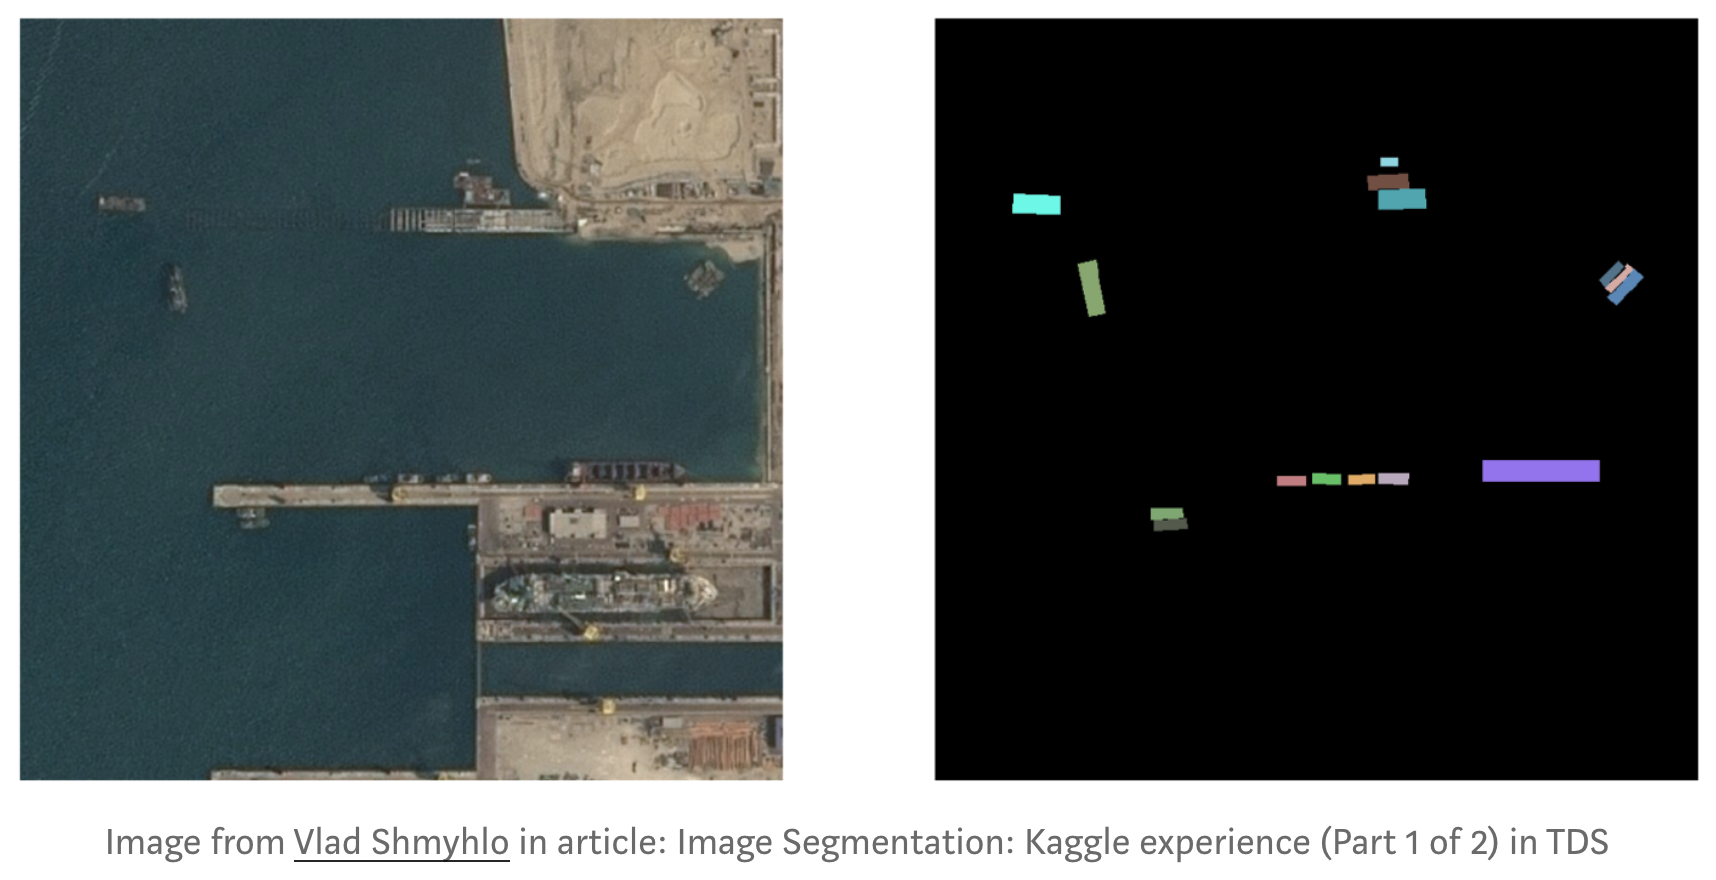 Image from Vlad Shmyhlo in article: Image Segmentation: Kaggle experience (Part 1 of 2) in TDS